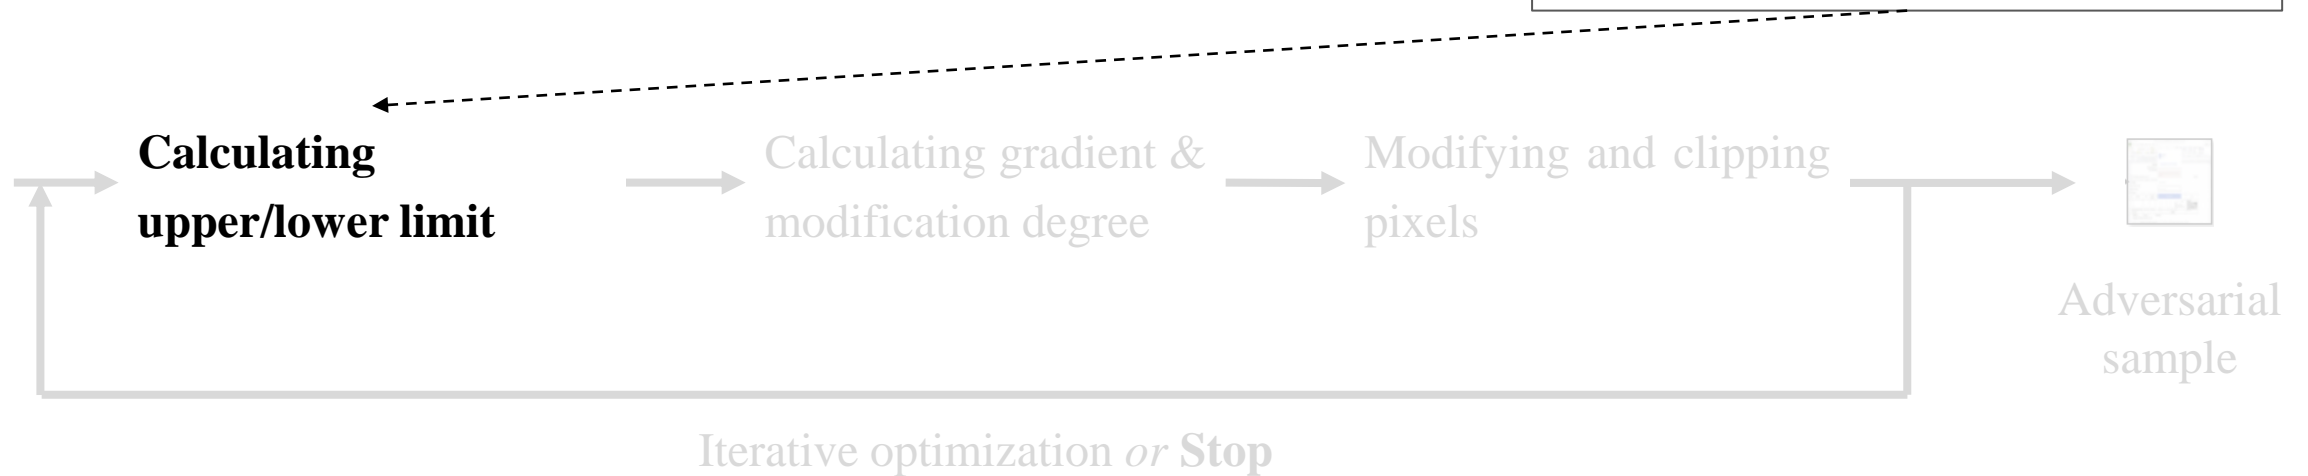 Calculating
upper/lower limit
Calculating gradient &
modification degree
Modifying and clipping
pixels
Adversarial
sample
Iterative optimization or Stop